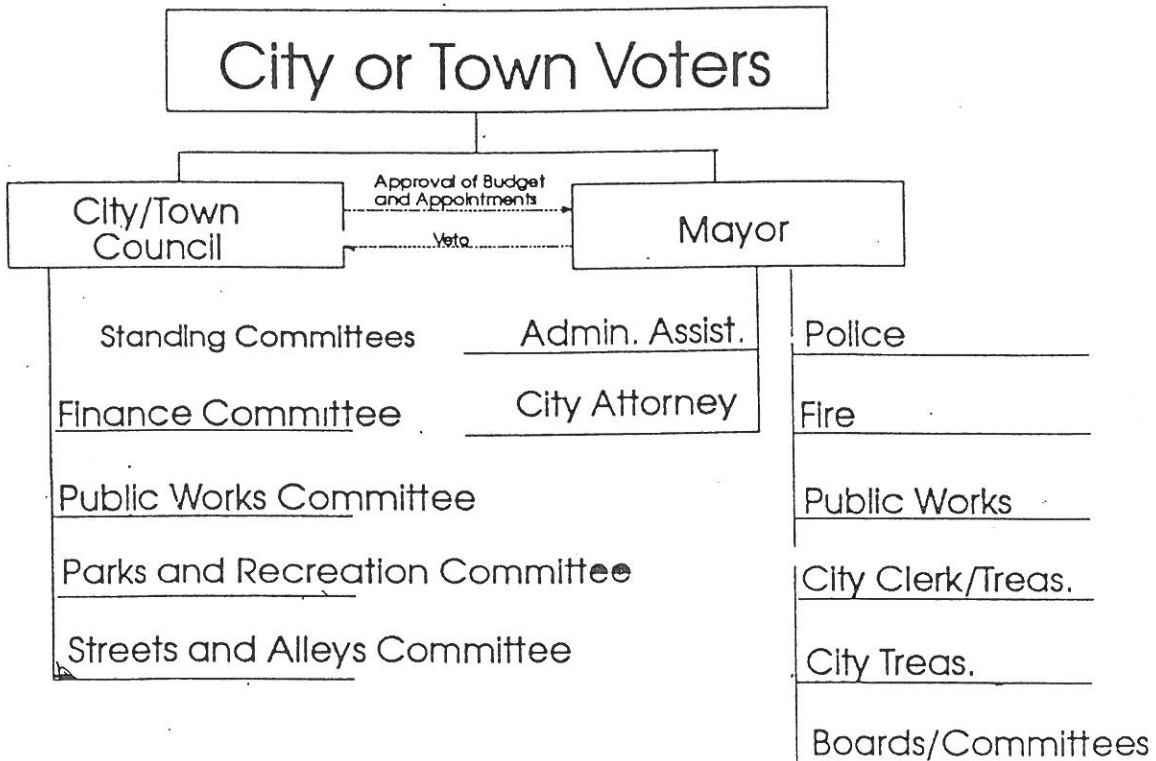 City or Town Voters
City/Town
Council
Approval of Budget
and Appointments
Veto
Mayor
Standing Committees
Finance Committee
Public Works Committee
Parks and Recreation Committee
Streets and Alleys Committee
Admin. Assist.
City Attorney
Police
Fire
Public Works
City Clerk/Treas.
City Treas.
Boards/Committees